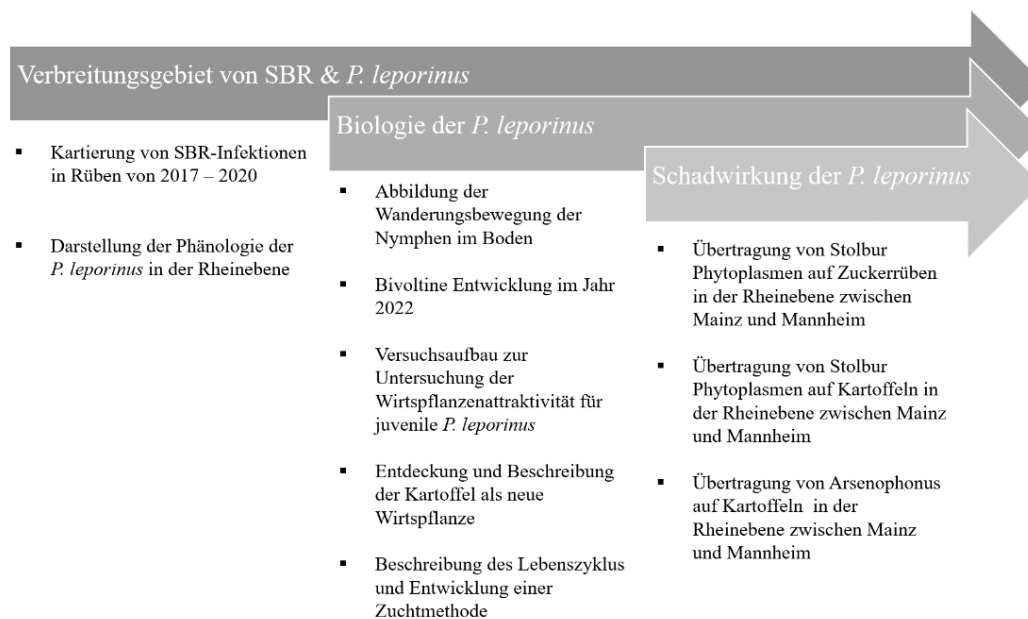 Verbreitungsgebiet von SBR & P. leporinus
▪ Kartierung von SBR-Infektionen
in Rüben von 2017 – 2020
▪ Darstellung der Phänologie der
P. leporinus in der Rheinebene
Biologie der P. leporinus
▪ Abbildung der
Wanderungsbewegung der
Nymphen im Boden
▪ Bivoltine Entwicklung im Jahr
2022
▪ Versuchsaufbau zur
Untersuchung der
Wirtspflanzenattraktivität für
juvenile P. leporinus
▪ Entdeckung und Beschreibung
der Kartoffel als neue
Wirtspflanze
▪ Beschreibung des Lebenszyklus
und Entwicklung einer
Zuchtmethode
Schadwirkung der P. leporinus
▪ Übertragung von Stolbur
Phytoplasmen auf Zuckerrüben
in der Rheinebene zwischen
Mainz und Mannheim
▪ Übertragung von Stolbur
Phytoplasmen auf Kartoffeln in
der Rheinebene zwischen Mainz
und Mannheim
▪ Übertragung von Arsenophonus
auf Kartoffeln in der
Rheinebene zwischen Mainz
und Mannheim